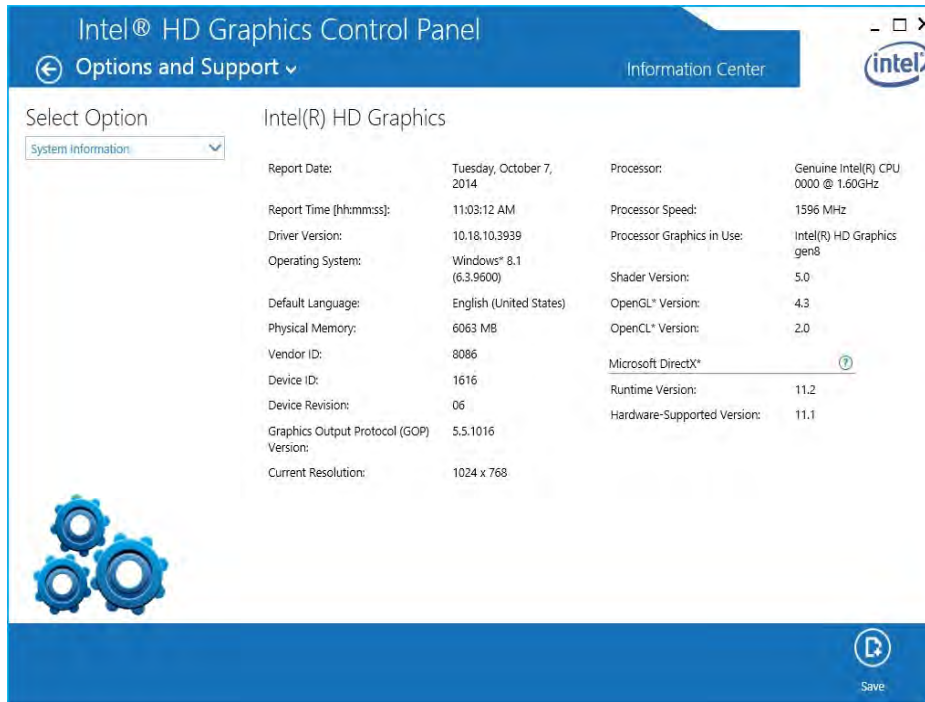 Intel® HD Graphics Control Panel
Options and Support
Information Center
intel
Select Option
System Information
Intel(R) HD Graphics
Report Date: Tuesday, October 7,
2014
Report Time [hh:mm:ss]: 11:03:12 AM
Driver Version: 10.18.10.3939
Operating System: Windows* 8.1
(6.3.9600)
Default Language: English (United States)
Physical Memory: 6063 MB
Vendor ID: 8086
Device ID: 1616
Device Revision: 06
Graphics Output Protocol (GOP) 5.5.1016
Version:
Current Resolution: 1024 x 768
Processor: Genuine Intel(R) CPU
0000 @ 1.60GHz
Processor Speed: 1596 MHz
Processor Graphics in Use: Intel(R) HD Graphics
gen8
Shader Version: 5.0
OpenGL* Version: 4.3
OpenCL* Version: 2.0
Microsoft DirectX* ?
Runtime Version: 11.2
Hardware-Supported Version: 11.1
Save